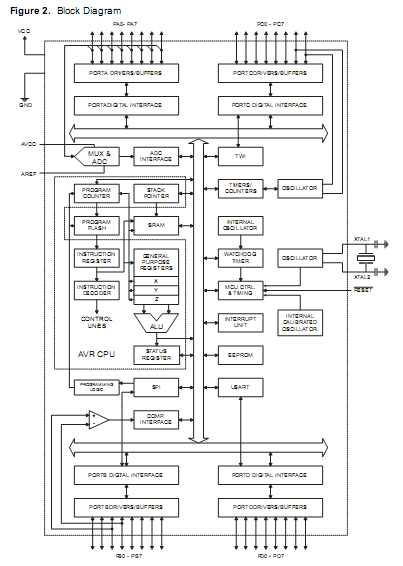 Figure 2. Block Diagram
PA0 - PA7
PC0 - PC7
VCC
PORTA DRIVERS/BUFFERS
PORTC DRIVERS/BUFFERS
GND
PORTA DIGITAL INTERFACE
PORTC DIGITAL INTERFACE
AVCC
MUX &
ADC
ADC
INTERFACE
TWI
AREF
PROGRAM
COUNTER
STACK
POINTER
TIMERS/
COUNTERS
OSCILLATOR
PROGRAM
FLASH
SRAM
INTERNAL
OSCILLATOR
XTAL1
INSTRUCTION
REGISTER
GENERAL
PURPOSE
REGISTERS
WATCHDOG
TIMER
OSCILLATOR
X
XTAL2
INSTRUCTION
DECODER
Y
MCU CTRL.
& TIMING
RESET
Z
CONTROL
LINES
ALU
INTERRUPT
UNIT
INTERNAL
CALIBRATED
OSCILLATOR
AVR CPU
STATUS
REGISTER
EEPROM
PROGRAMMING
LOGIC
SPI
USART
+
-
COMP.
INTERFACE
PORTB DIGITAL INTERFACE
PORTD DIGITAL INTERFACE
PORTB DRIVERS/BUFFERS
PORTD DRIVERS/BUFFERS
PB0 - PB7
PD0 - PD7